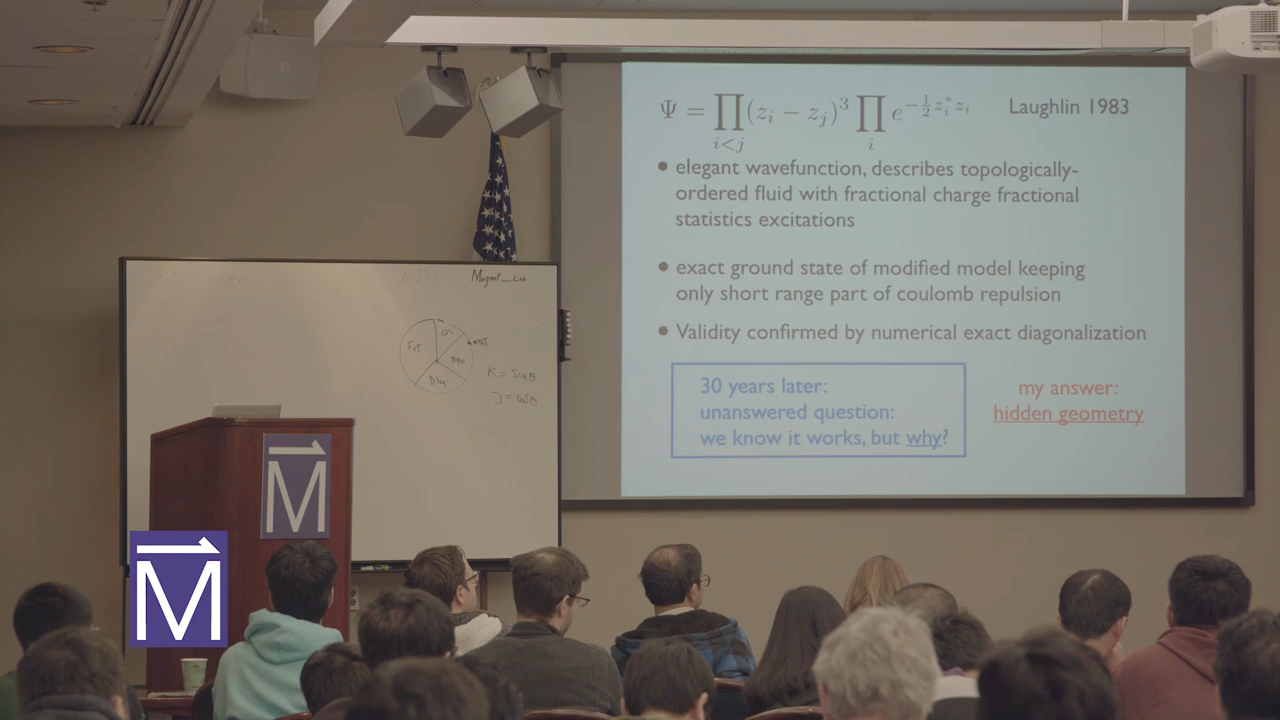 Ψ = ∏_{i<j} (z_i − z_j)^3 ∏_i e^{−½ z_i^* z_i} Laughlin 1983
• elegant wavefunction, describes topologically-
ordered fluid with fractional charge fractional
statistics excitations
• exact ground state of modified model keeping
only short range part of coulomb repulsion
• Validity confirmed by numerical exact diagonalization
30 years later:
unanswered question:
we know it works, but why?
my answer:
hidden geometry
Magnet_Lab
K = sinθ
J = cosθ
M
M